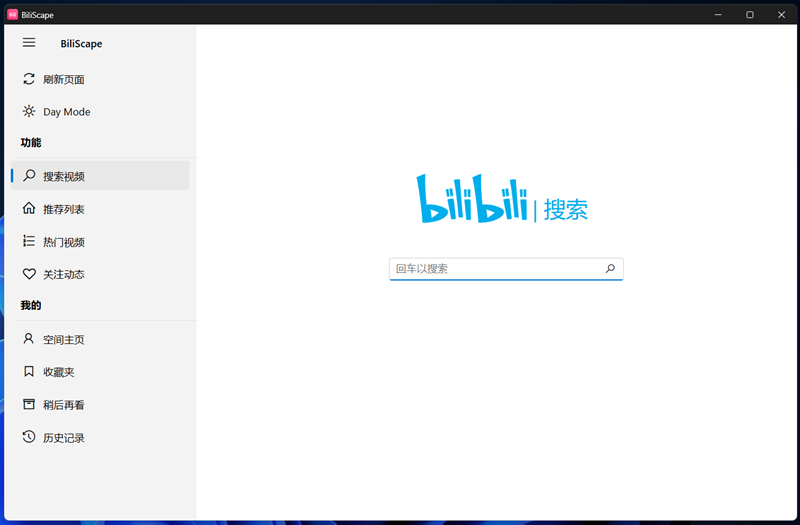 BiliScape
BiliScape
刷新页面
Day Mode
功能
搜索视频
推荐列表
热门视频
关注动态
我的
空间主页
收藏夹
稍后再看
历史记录
bilibili | 搜索
回车以搜索